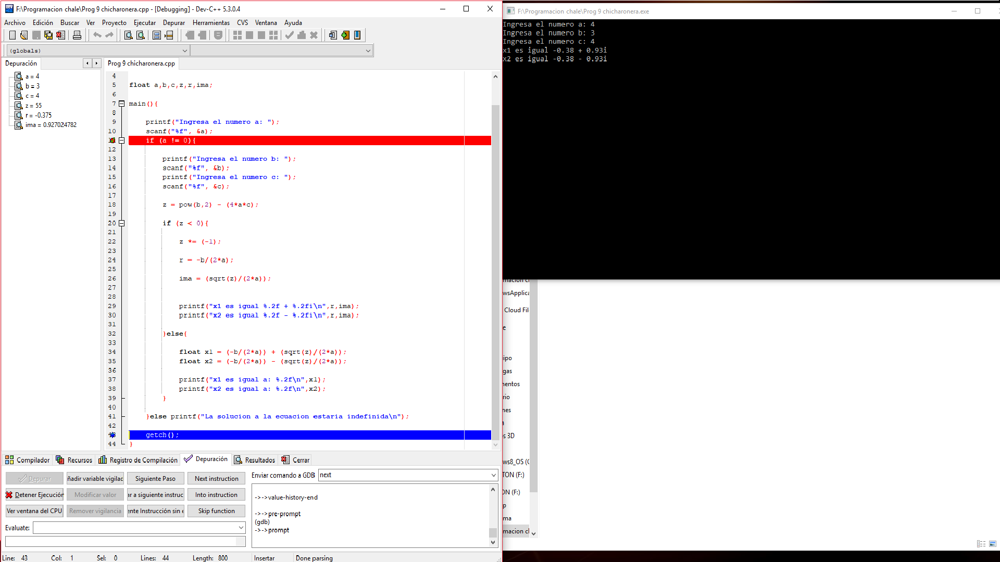 F:\Programacion chale\Prog 9 chicharonera.cpp - [Debugging] - Dev-C++ 5.3.0.4
Archivo Edición Buscar Ver Proyecto Ejecutar Depurar Herramientas CVS Ventana Ayuda
(globals)
Depuración
a = 4
b = 3
c = 4
z = 55
r = -0.375
ima = 0.927024782
Prog 9 chicharonera.cpp
4
5 float a,b,c,z,r,ima;
6
7 main(){
8
9 printf("Ingresa el numero a: ");
10 scanf("%f", &a);
if (a != 0){
12
13 printf("Ingresa el numero b: ");
14 scanf("%f", &b);
15 printf("Ingresa el numero c: ");
16 scanf("%f", &c);
17
18 z = pow(b,2) - (4*a*c);
19
20 if (z < 0){
21
22 z *= (-1);
23
24 r = -b/(2*a);
25
26 ima = (sqrt(z)/(2*a));
27
28
29 printf("x1 es igual %.2f + %.2fi\n",r,ima);
30 printf("x2 es igual %.2f - %.2fi\n",r,ima);
31
32 }else{
33
34 float x1 = (-b/(2*a)) + (sqrt(z)/(2*a));
35 float x2 = (-b/(2*a)) - (sqrt(z)/(2*a));
36
37 printf("x1 es igual a: %.2f\n",x1);
38 printf("x2 es igual a: %.2f\n",x2);
39 }
40
41 }else printf("La solucion a la ecuacion estaria indefinida\n");
42
getch();
44 }
Compilador Recursos Registro de Compilación Depuración Resultados Cerrar
Depurar ñadir variable vigilac Siguiente Paso Next instruction
Detener Ejecución Modificar valor ar a siguiente instruc Into instruction
Ver ventana del CPU Remover vigilancia ente Instrucción sin e Skip function
Evaluate:
Enviar comando a GDB next
->->value-history-end
->->pre-prompt
(gdb)
->->prompt
Line: 43 Col: 1 Sel: 0 Lines: 44 Length: 800 Insertar Done parsing
F:\Programacion chale\Prog 9 chicharonera.exe
Ingresa el numero a: 4
Ingresa el numero b: 3
Ingresa el numero c: 4
x1 es igual -0.38 + 0.93i
x2 es igual -0.38 - 0.93i
macion cl
wsApplica
Cloud Fil
e
ipo
gas
nentos
rio
nes
a
s 3D
ws8_OS (C
TON (F:)
ON (F:)
p
ma
macion cl